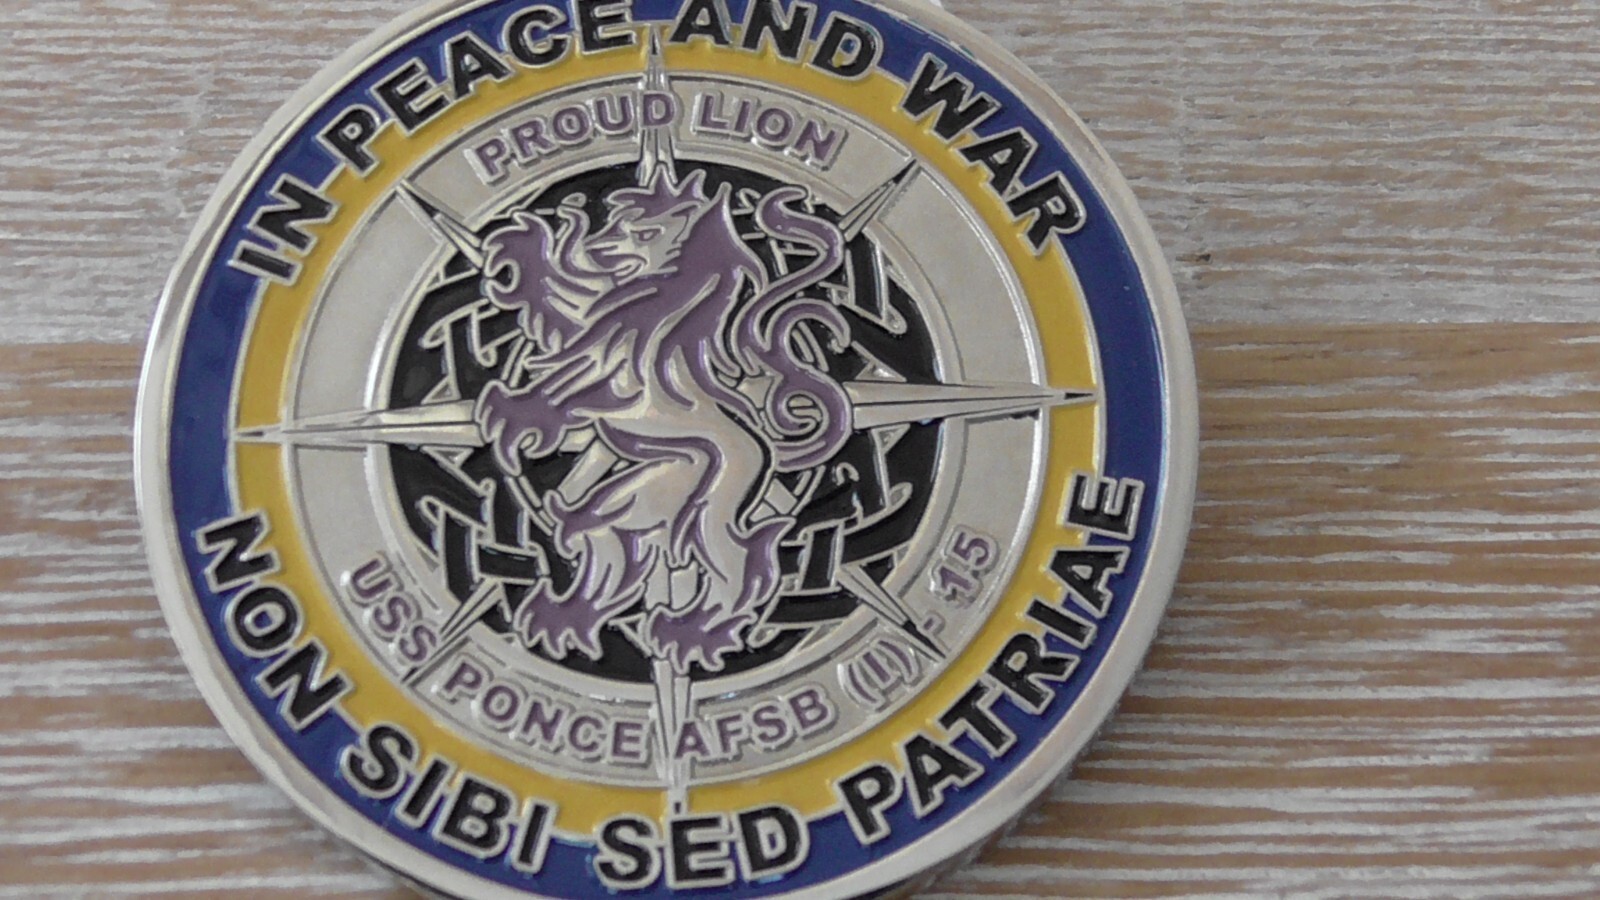 IN PEACE AND WAR
PROUD LION
USS PONCE AFSB (I) - 15
NON SIBI SED PATRIAE